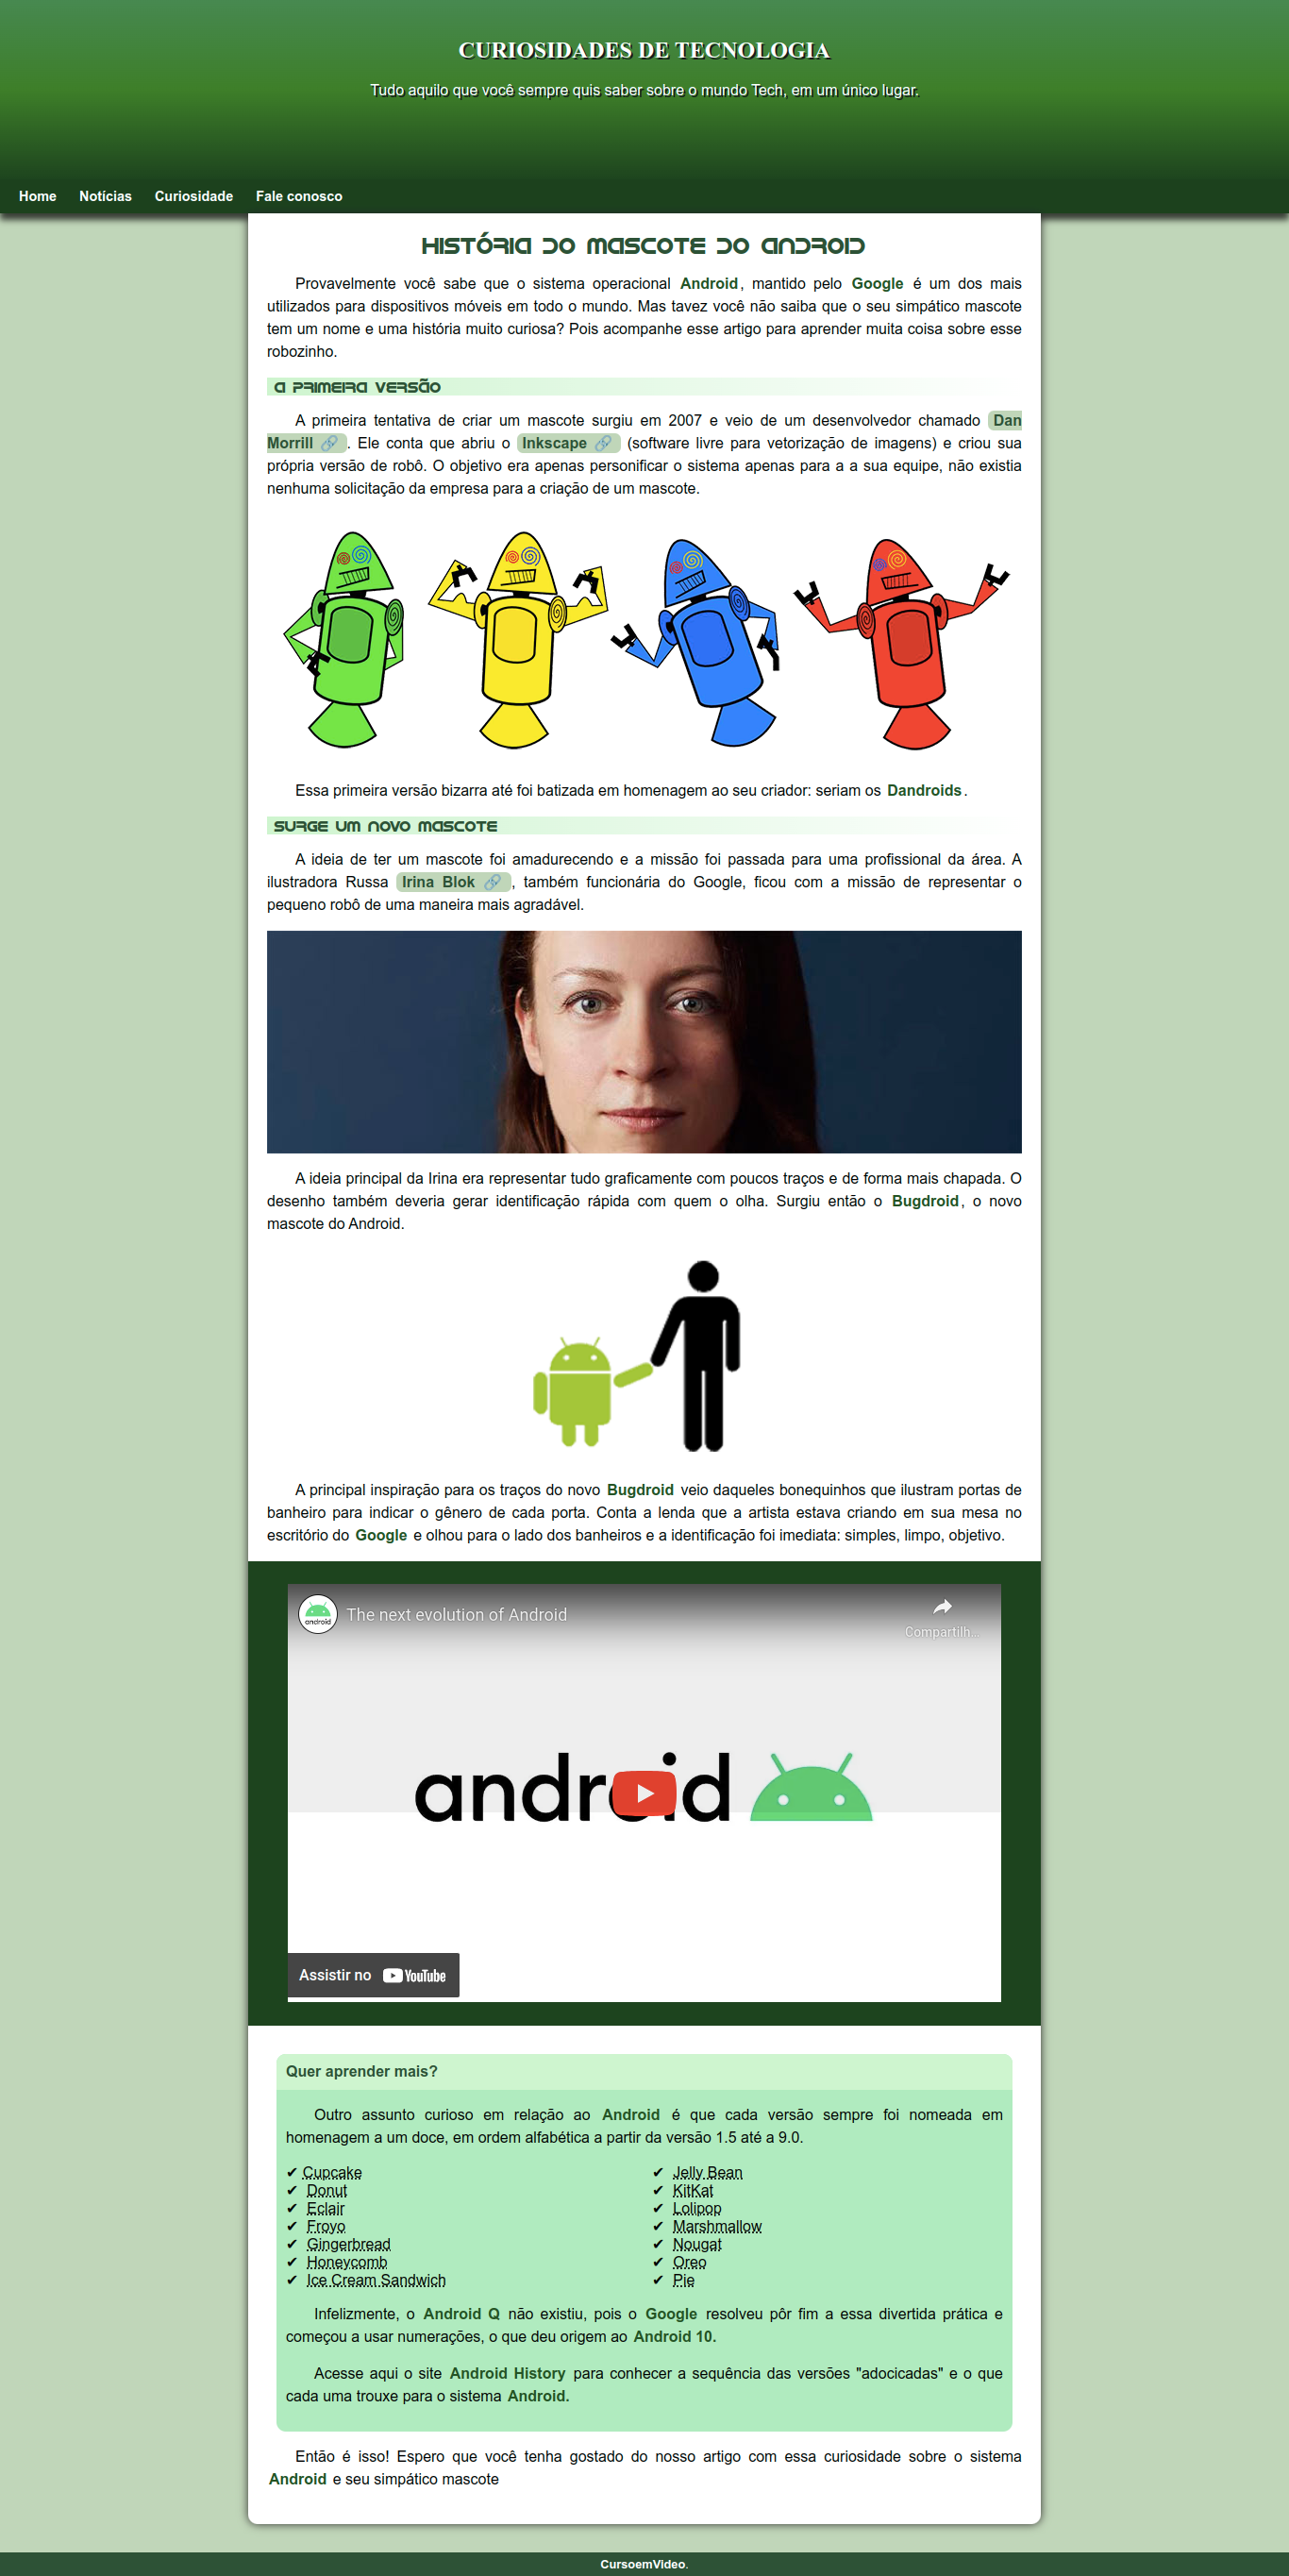 CURIOSIDADES DE TECNOLOGIA
Tudo aquilo que você sempre quis saber sobre o mundo Tech, em um único lugar.
Home Notícias Curiosidade Fale conosco
HISTÓRIA DO MASCOTE DO ANDROID
Provavelmente você sabe que o sistema operacional Android, mantido pelo Google é um dos mais
utilizados para dispositivos móveis em todo o mundo. Mas tavez você não saiba que o seu simpático mascote
tem um nome e uma história muito curiosa? Pois acompanhe esse artigo para aprender muita coisa sobre esse
robozinho.
A PRIMEIRA VERSÃO
A primeira tentativa de criar um mascote surgiu em 2007 e veio de um desenvolvedor chamado Dan
Morrill 🔗. Ele conta que abriu o Inkscape 🔗 (software livre para vetorização de imagens) e criou sua
própria versão de robô. O objetivo era apenas personificar o sistema apenas para a a sua equipe, não existia
nenhuma solicitação da empresa para a criação de um mascote.
Essa primeira versão bizarra até foi batizada em homenagem ao seu criador: seriam os Dandroids.
SURGE UM NOVO MASCOTE
A ideia de ter um mascote foi amadurecendo e a missão foi passada para uma profissional da área. A
ilustradora Russa Irina Blok 🔗, também funcionária do Google, ficou com a missão de representar o
pequeno robô de uma maneira mais agradável.
A ideia principal da Irina era representar tudo graficamente com poucos traços e de forma mais chapada. O
desenho também deveria gerar identificação rápida com quem o olha. Surgiu então o Bugdroid, o novo
mascote do Android.
A principal inspiração para os traços do novo Bugdroid veio daqueles bonequinhos que ilustram portas de
banheiro para indicar o gênero de cada porta. Conta a lenda que a artista estava criando em sua mesa no
escritório do Google e olhou para o lado dos banheiros e a identificação foi imediata: simples, limpo, objetivo.
android
The next evolution of Android
Compartilh...
android
Assistir no YouTube
Quer aprender mais?
Outro assunto curioso em relação ao Android é que cada versão sempre foi nomeada em
homenagem a um doce, em ordem alfabética a partir da versão 1.5 até a 9.0.
✔ Cupcake
✔ Donut
✔ Eclair
✔ Froyo
✔ Gingerbread
✔ Honeycomb
✔ Ice Cream Sandwich
✔ Jelly Bean
✔ KitKat
✔ Lolipop
✔ Marshmallow
✔ Nougat
✔ Oreo
✔ Pie
Infelizmente, o Android Q não existiu, pois o Google resolveu pôr fim a essa divertida prática e
começou a usar numerações, o que deu origem ao Android 10.
Acesse aqui o site Android History para conhecer a sequência das versões "adocicadas" e o que
cada uma trouxe para o sistema Android.
Então é isso! Espero que você tenha gostado do nosso artigo com essa curiosidade sobre o sistema
Android e seu simpático mascote
CursoemVideo.